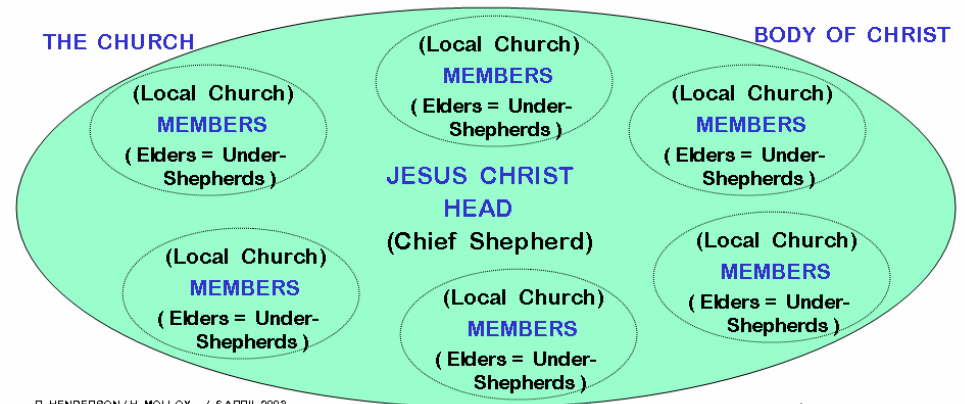 THE CHURCH
BODY OF CHRIST
(Local Church)
MEMBERS
( Elders = Under-
Shepherds )
(Local Church)
MEMBERS
( Elders = Under-
Shepherds )
(Local Church)
MEMBERS
( Elders = Under-
Shepherds )
JESUS CHRIST
HEAD
(Chief Shepherd)
(Local Church)
MEMBERS
( Elders = Under-
Shepherds )
(Local Church)
MEMBERS
( Elders = Under-
Shepherds )
(Local Church)
MEMBERS
( Elders = Under-
Shepherds )